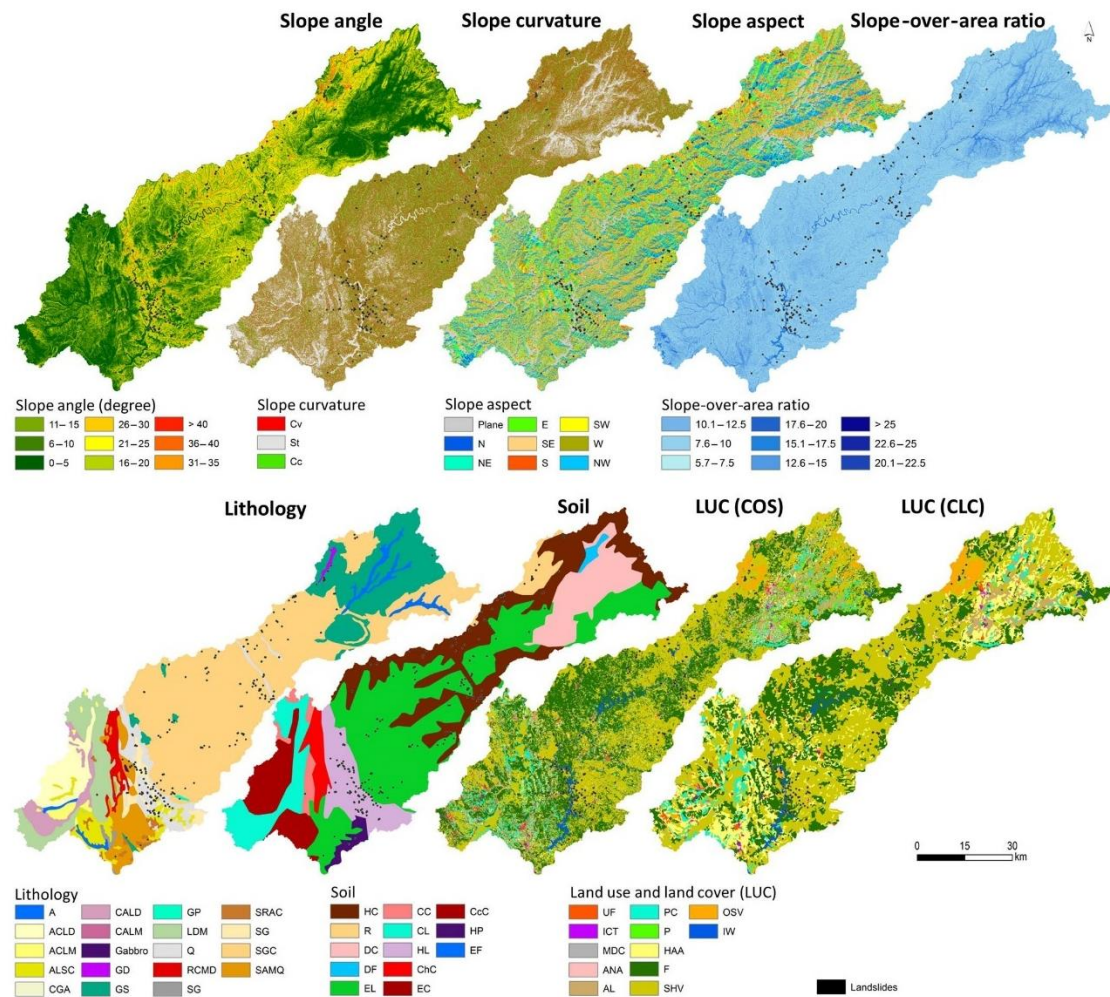 Slope angle
Slope curvature
Slope aspect
Slope-over-area ratio
N
Slope angle (degree)
11–15
26–30
> 40
6–10
21–25
36–40
0–5
16–20
31–35
Slope curvature
Cv
St
Cc
Slope aspect
Plane
E
SW
N
SE
W
NE
S
NW
Slope-over-area ratio
10.1–12.5
17.6–20
> 25
7.6–10
15.1–17.5
22.6–25
5.7–7.5
12.6–15
20.1–22.5
Lithology
Soil
LUC (COS)
LUC (CLC)
0 15 30
km
Lithology
A
CALD
GP
SRAC
ACLD
CALM
LDM
SG
ACLM
Gabbro
Q
SGC
ALSC
GD
RCMD
SAMQ
CGA
GS
SG
Soil
HC
CC
CcC
R
CL
HP
DC
HL
EF
DF
ChC
EL
EC
Land use and land cover (LUC)
UF
PC
OSV
ICT
P
IW
MDC
HAA
ANA
F
AL
SHV
Landslides